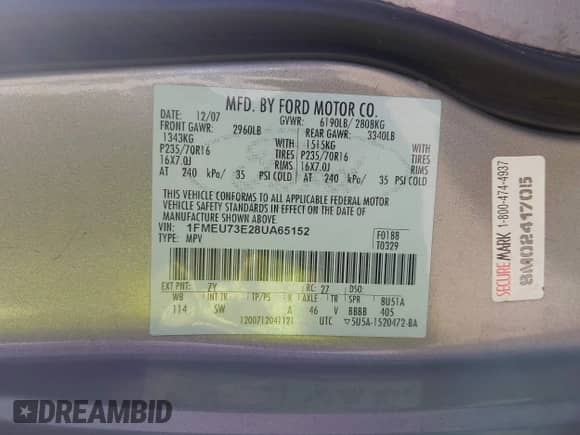 MFD. BY FORD MOTOR CO.
DATE: 12/07 GVWR: 6190LB/ 2808KG
FRONT GAWR: 2960LB REAR GAWR: 3340LB
1343KG WITH 1515KG WITH
P235/70R16 TIRES P235/70R16 TIRES
16X7.0J RIMS 16X7.0J RIMS
AT 240 kPa/ 35 PSI COLD AT 240 kPa/ 35 PSI COLD
THIS VEHICLE CONFORMS TO ALL APPLICABLE FEDERAL MOTOR
VEHICLE SAFETY STANDARDS IN EFFECT ON THE DATE OF
MANUFACTURE SHOWN ABOVE.
VIN: 1FMEU73E28UA65152 F0188
TYPE: MPV T0329
EXT PNT: ZY RC: 27 DSO:
WB INT TR TP/PS R AXLE TR SPR BU51A
114 SW A 46 V BBBB 405
1200712041121 UTC ▽5U5A-1520472-BA
SECUREMARK 1-800-474-4937
8M02417015
DREAMBID